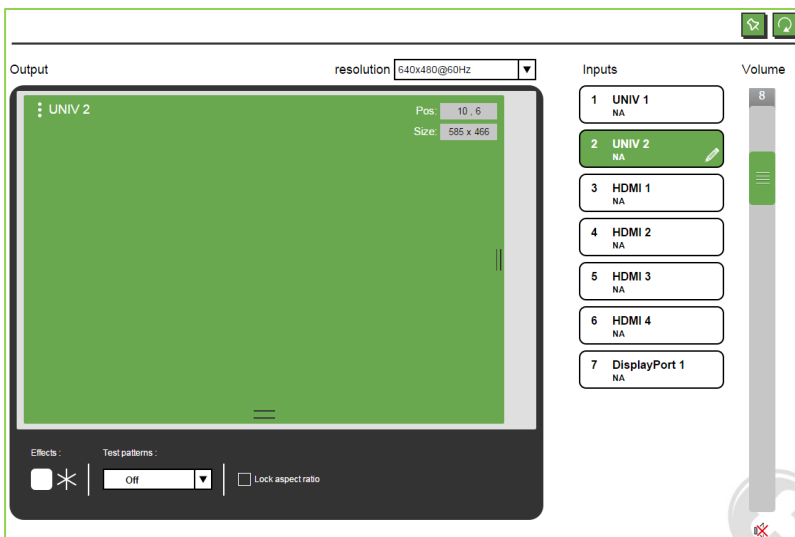 Output
resolution 640x480@60Hz
UNIV 2
Pos: 10 , 6
Size: 585 x 466
Effects :
Test patterns :
Off
Lock aspect ratio
Inputs
1 UNIV 1
NA
2 UNIV 2
NA
3 HDMI 1
NA
4 HDMI 2
NA
5 HDMI 3
NA
6 HDMI 4
NA
7 DisplayPort 1
NA
Volume
8